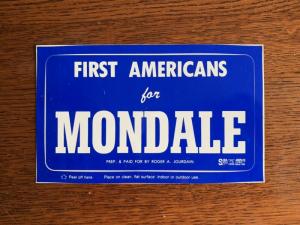 FIRST AMERICANS
for
MONDALE
PREP. & PAID FOR BY ROGER A. JOURDAIN
Peel off here. Place on clean, flat surface indoor or outdoor use.